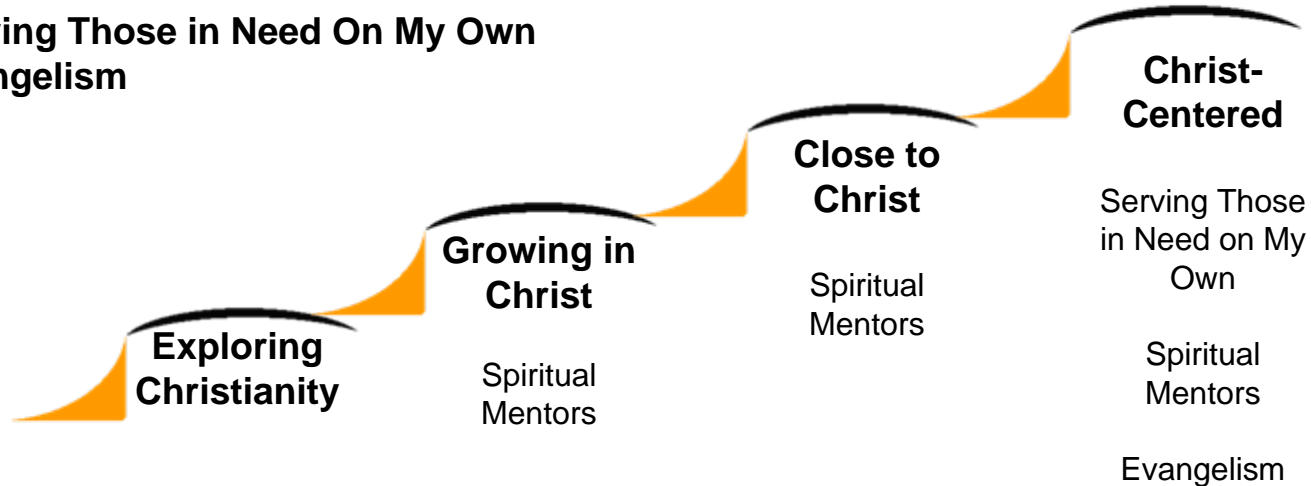 ving Those in Need On My Own
ngelism
Christ-
Centered
Serving Those
in Need on My
Own
Spiritual
Mentors
Evangelism
Close to
Christ
Spiritual
Mentors
Growing in
Christ
Spiritual
Mentors
Exploring
Christianity